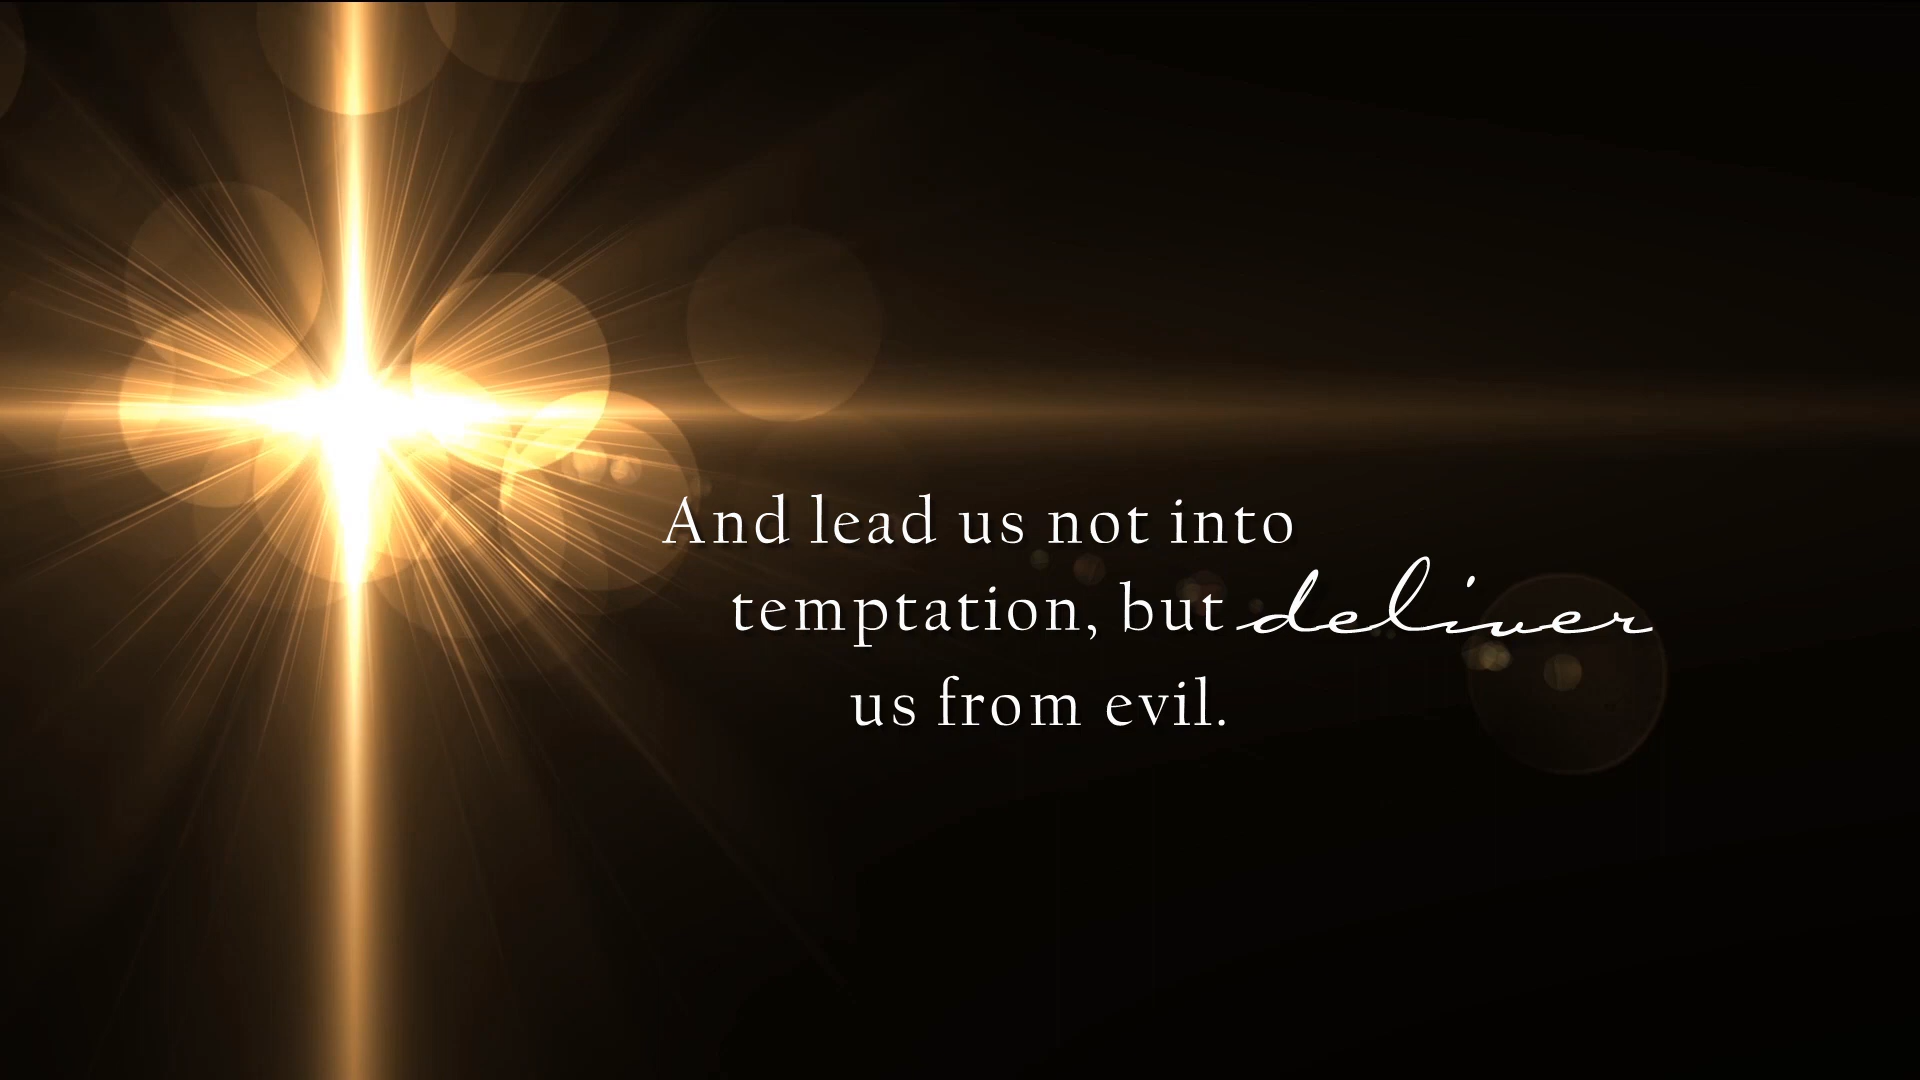 And lead us not into
temptation, but deliver
us from evil.